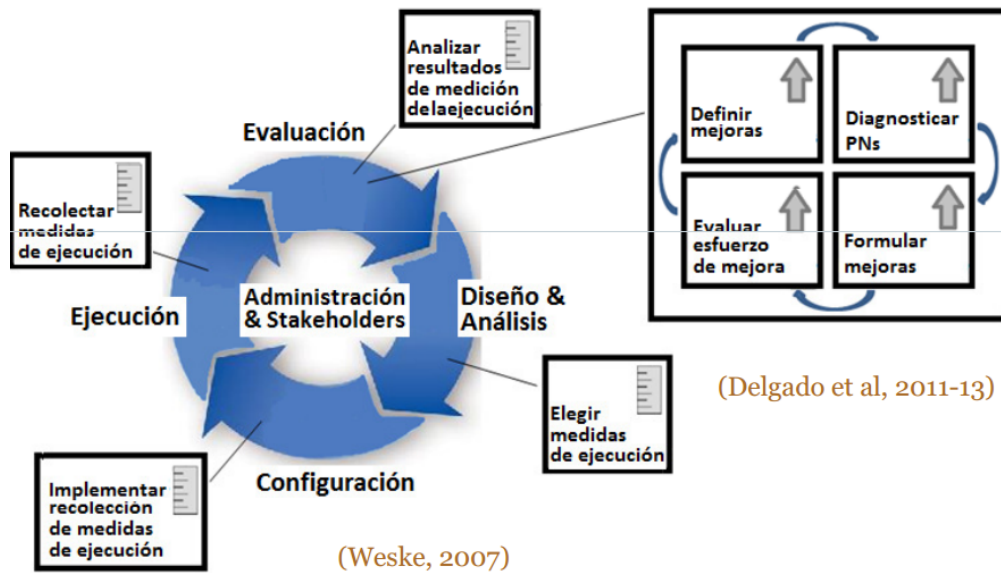 Analizar
resultados
de medición
delaejecución
Definir
mejoras
Diagnosticar
PNs
Evaluar
esfuerzo
de mejora
Formular
mejoras
Evaluación
Recolectar
medidas
de ejecución
Ejecución
Administración
& Stakeholders
Diseño &
Análisis
Elegir
medidas
de ejecución
(Delgado et al, 2011-13)
Configuración
Implementar
recolección
de medidas
de ejecución
(Weske, 2007)